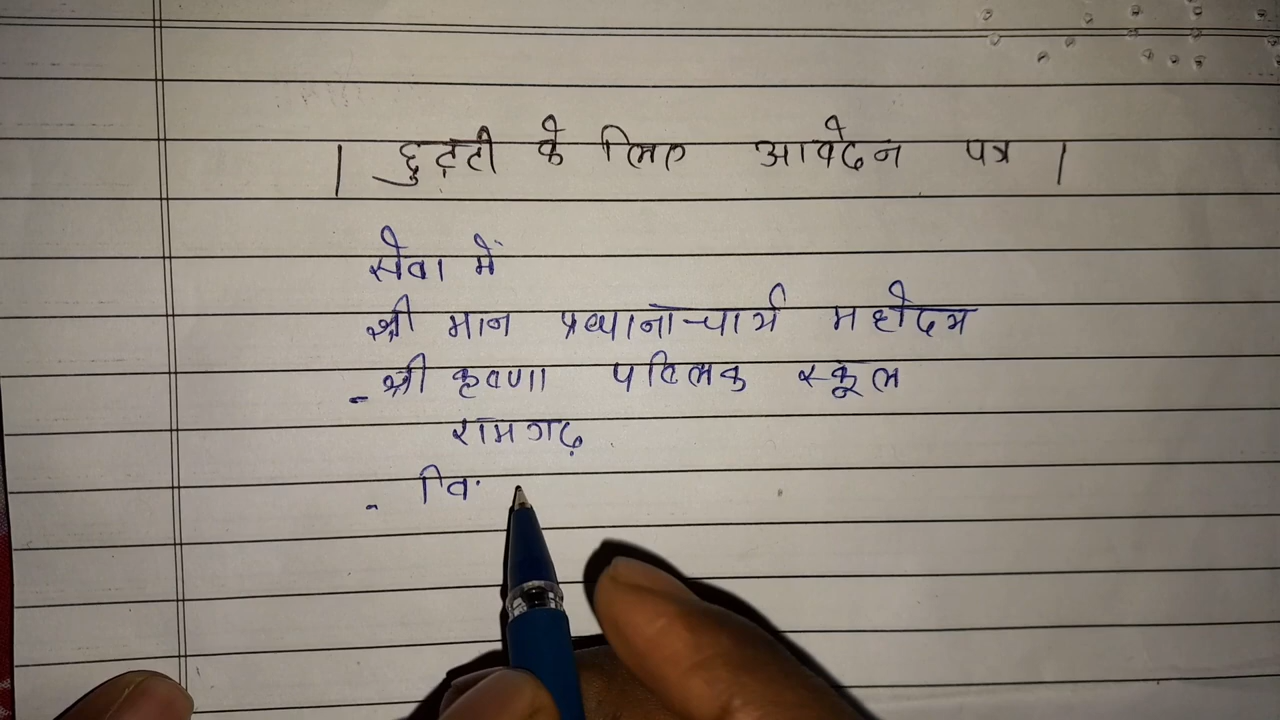 | छुट्टी के लिए आवेदन पत्र |
सेवा में
श्री मान प्रधानाचार्य महोदय
श्री कृष्णा पब्लिक स्कूल
रामगढ़
वि